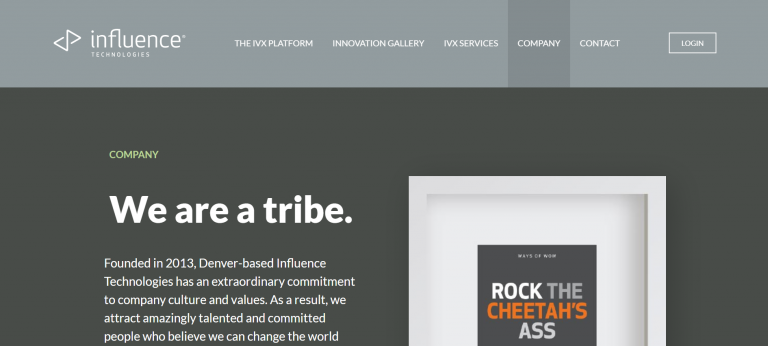 influence
TECHNOLOGIES
THE IVX PLATFORM INNOVATION GALLERY IVX SERVICES COMPANY CONTACT LOGIN
COMPANY
We are a tribe.
Founded in 2013, Denver-based Influence
Technologies has an extraordinary commitment
to company culture and values. As a result, we
attract amazingly talented and committed
people who believe we can change the world
WAYS OF WOW
ROCK THE
CHEETAH'S
ASS